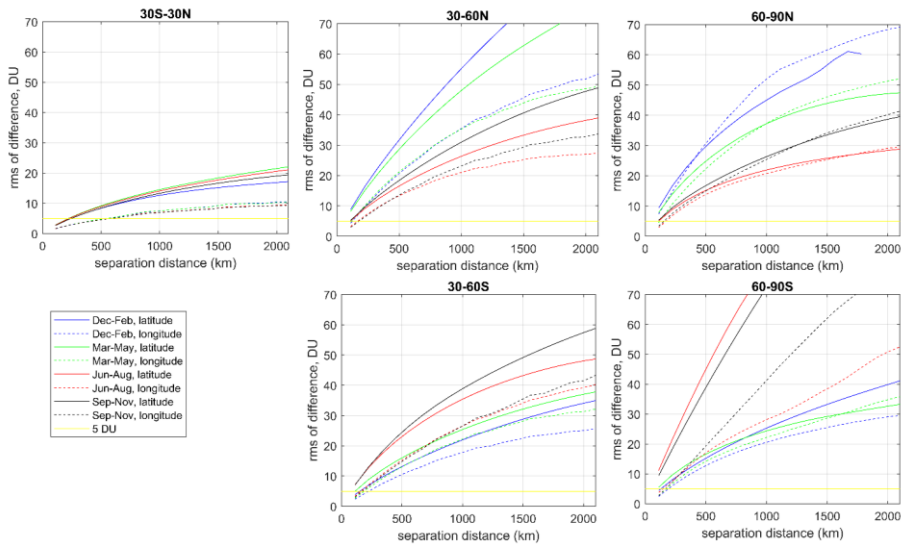 30S-30N
70
60
50
40
30
20
10
0
rms of difference, DU
0 500 1000 1500 2000
separation distance (km)
30-60N
70
60
50
40
30
20
10
0
rms of difference, DU
0 500 1000 1500 2000
separation distance (km)
60-90N
70
60
50
40
30
20
10
0
rms of difference, DU
0 500 1000 1500 2000
separation distance (km)
Dec-Feb, latitude
Dec-Feb, longitude
Mar-May, latitude
Mar-May, longitude
Jun-Aug, latitude
Jun-Aug, longitude
Sep-Nov, latitude
Sep-Nov, longitude
5 DU
30-60S
70
60
50
40
30
20
10
0
rms of difference, DU
0 500 1000 1500 2000
separation distance (km)
60-90S
70
60
50
40
30
20
10
0
rms of difference, DU
0 500 1000 1500 2000
separation distance (km)